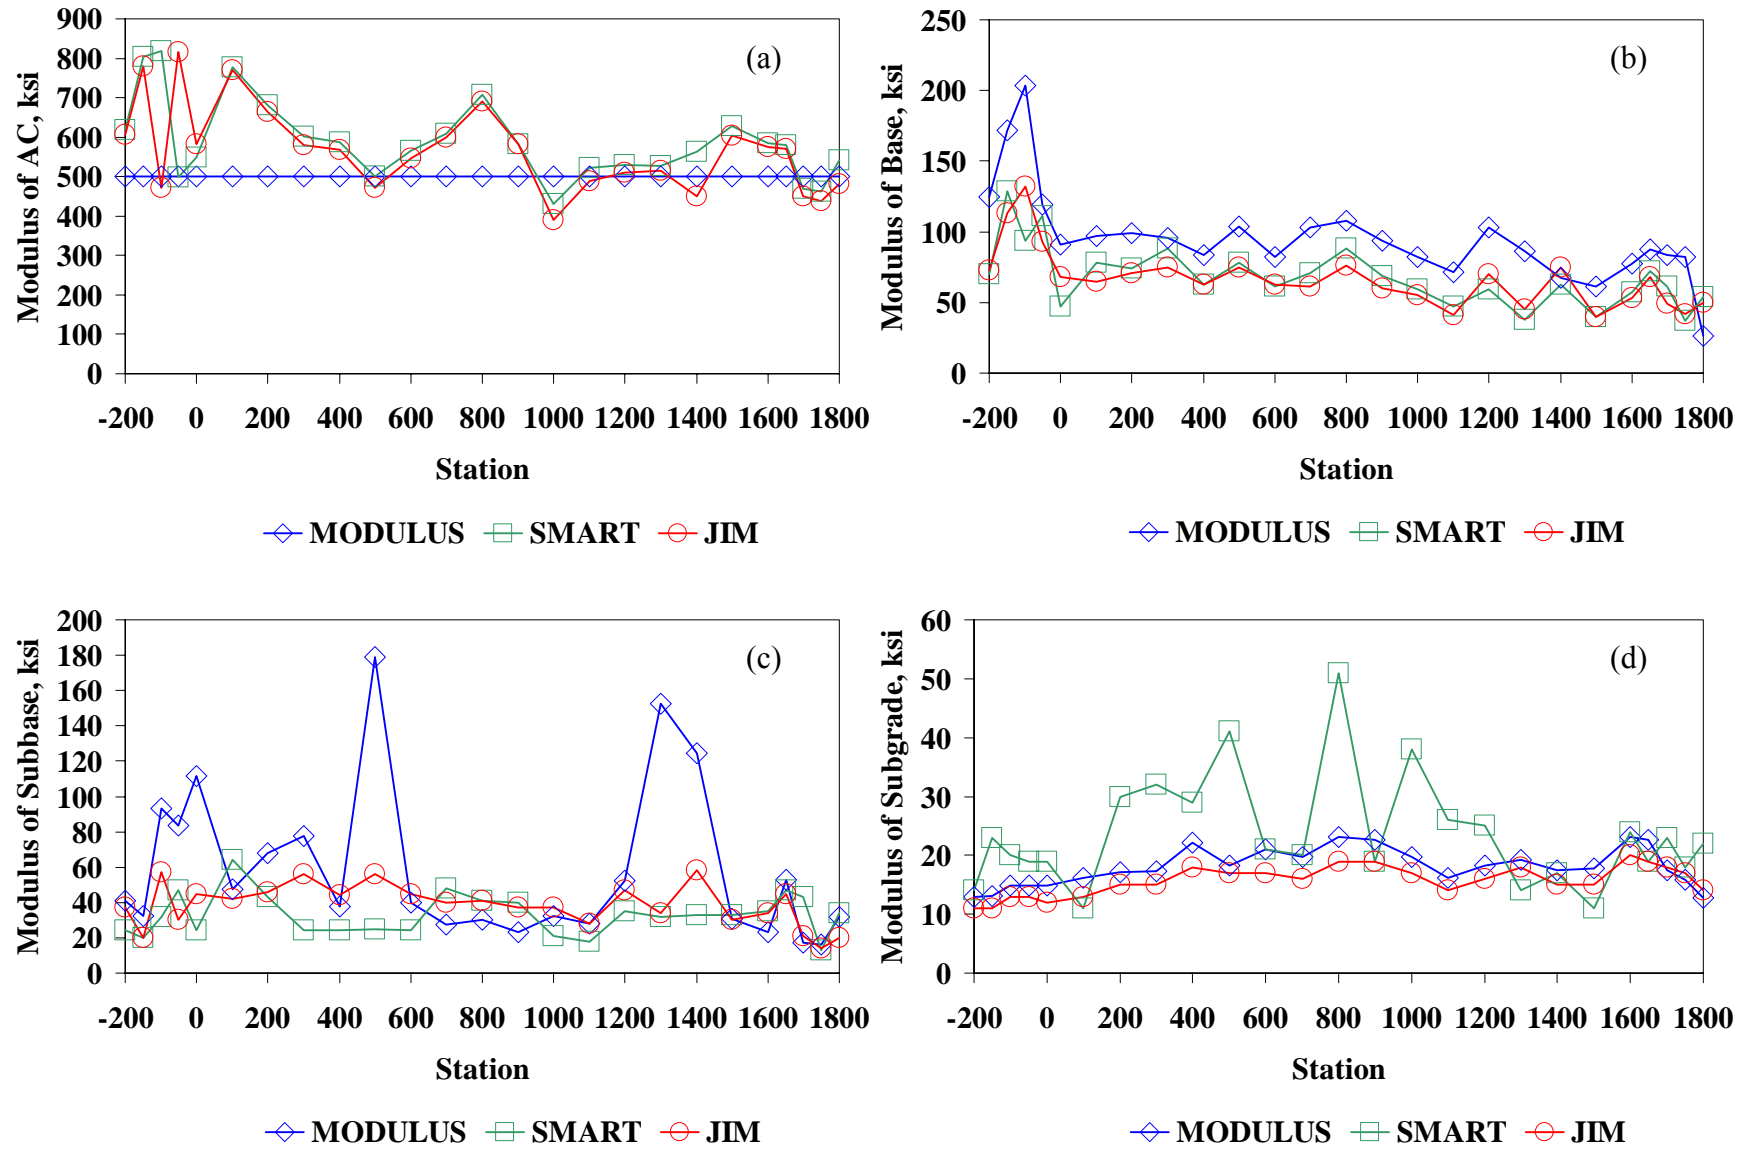 (a)
Modulus of AC, ksi
900
800
700
600
500
400
300
200
100
0
-200 0 200 400 600 800 1000 1200 1400 1600 1800
Station
MODULUS SMART JIM
(b)
Modulus of Base, ksi
250
200
150
100
50
0
-200 0 200 400 600 800 1000 1200 1400 1600 1800
Station
MODULUS SMART JIM
(c)
Modulus of Subbase, ksi
200
180
160
140
120
100
80
60
40
20
0
-200 0 200 400 600 800 1000 1200 1400 1600 1800
Station
MODULUS SMART JIM
(d)
Modulus of Subgrade, ksi
60
50
40
30
20
10
0
-200 0 200 400 600 800 1000 1200 1400 1600 1800
Station
MODULUS SMART JIM